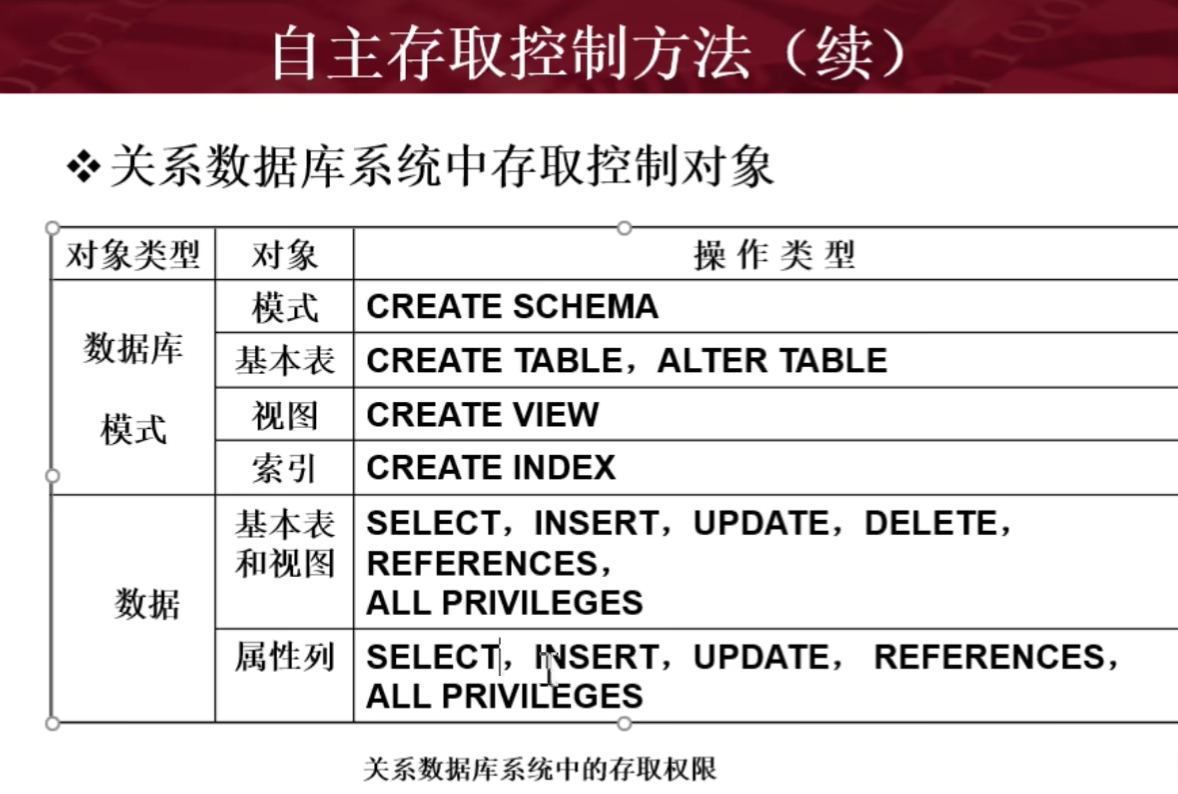 自主存取控制方法（续）
❖关系数据库系统中存取控制对象
对象类型 对象 操 作 类 型
数据库
模式
模式 CREATE SCHEMA
基本表 CREATE TABLE，ALTER TABLE
视图 CREATE VIEW
索引 CREATE INDEX
数据
基本表
和视图
SELECT，INSERT，UPDATE，DELETE，
REFERENCES，
ALL PRIVILEGES
属性列
SELECT，INSERT，UPDATE， REFERENCES，
ALL PRIVILEGES
关系数据库系统中的存取权限